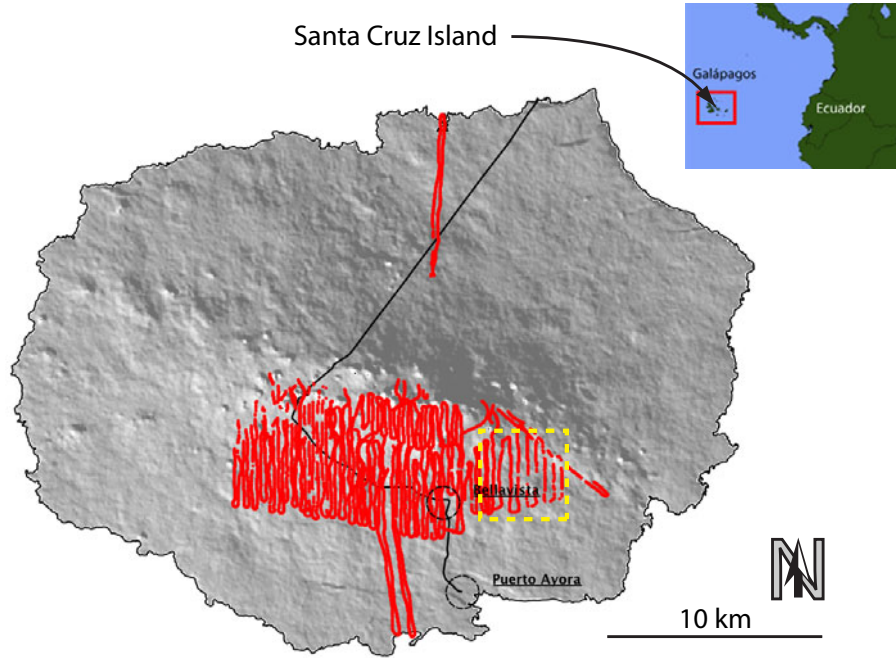 Santa Cruz Island
Galápagos
Ecuador
Bellavista
Puerto Ayora
N
10 km